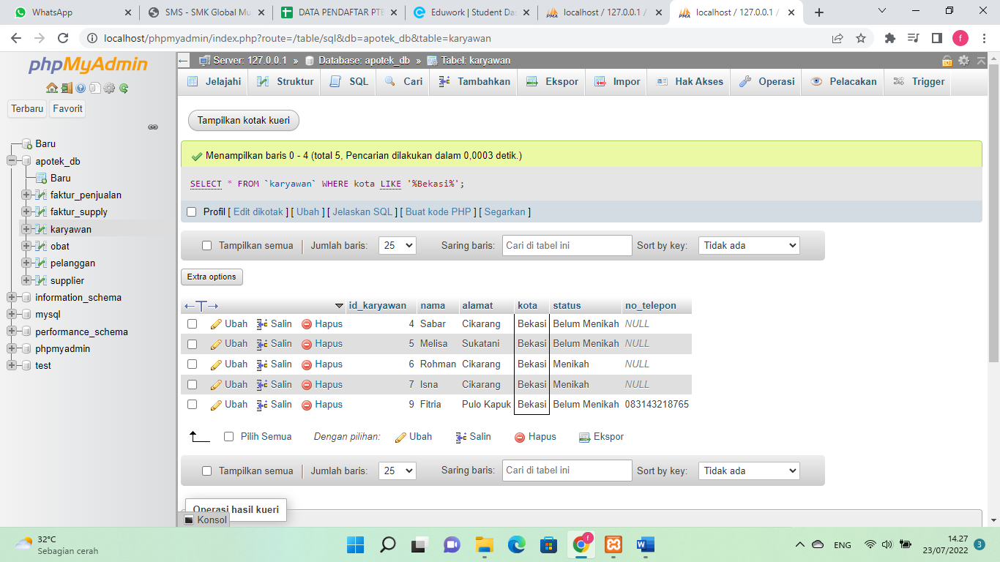 WhatsApp
SMS - SMK Global Mu
DATA PENDAFTAR PTB
Eduwork | Student Das
localhost / 127.0.0.1 /
localhost / 127.0.0.1 /
localhost/phpmyadmin/index.php?route=/table/sql&db=apotek_db&table=karyawan
f
phpMyAdmin
Terbaru Favorit
Baru
apotek_db
Baru
faktur_penjualan
faktur_supply
karyawan
obat
pelanggan
supplier
information_schema
mysql
performance_schema
phpmyadmin
test
Server: 127.0.0.1 » Database: apotek_db » Tabel: karyawan
Jelajahi Struktur SQL Cari Tambahkan Ekspor Impor Hak Akses Operasi Pelacakan Trigger
Tampilkan kotak kueri
Menampilkan baris 0 - 4 (total 5, Pencarian dilakukan dalam 0,0003 detik.)
SELECT * FROM `karyawan` WHERE kota LIKE '%Bekasi%';
Profil [ Edit dikotak ] [ Ubah ] [ Jelaskan SQL ] [ Buat kode PHP ] [ Segarkan ]
Tampilkan semua | Jumlah baris: 25 Saring baris: Cari di tabel ini Sort by key: Tidak ada
Extra options
←T→ id_karyawan nama alamat kota status no_telepon
Ubah Salin Hapus 4 Sabar Cikarang Bekasi Belum Menikah NULL
Ubah Salin Hapus 5 Melisa Sukatani Bekasi Belum Menikah NULL
Ubah Salin Hapus 6 Rohman Cikarang Bekasi Menikah NULL
Ubah Salin Hapus 7 Isna Cikarang Bekasi Menikah NULL
Ubah Salin Hapus 9 Fitria Pulo Kapuk Bekasi Belum Menikah 083143218765
Pilih Semua Dengan pilihan: Ubah Salin Hapus Ekspor
Tampilkan semua | Jumlah baris: 25 Saring baris: Cari di tabel ini Sort by key: Tidak ada
Operasi hasil kueri
Konsol
32°C
Sebagian cerah
f
ENG
14.27
23/07/2022
3